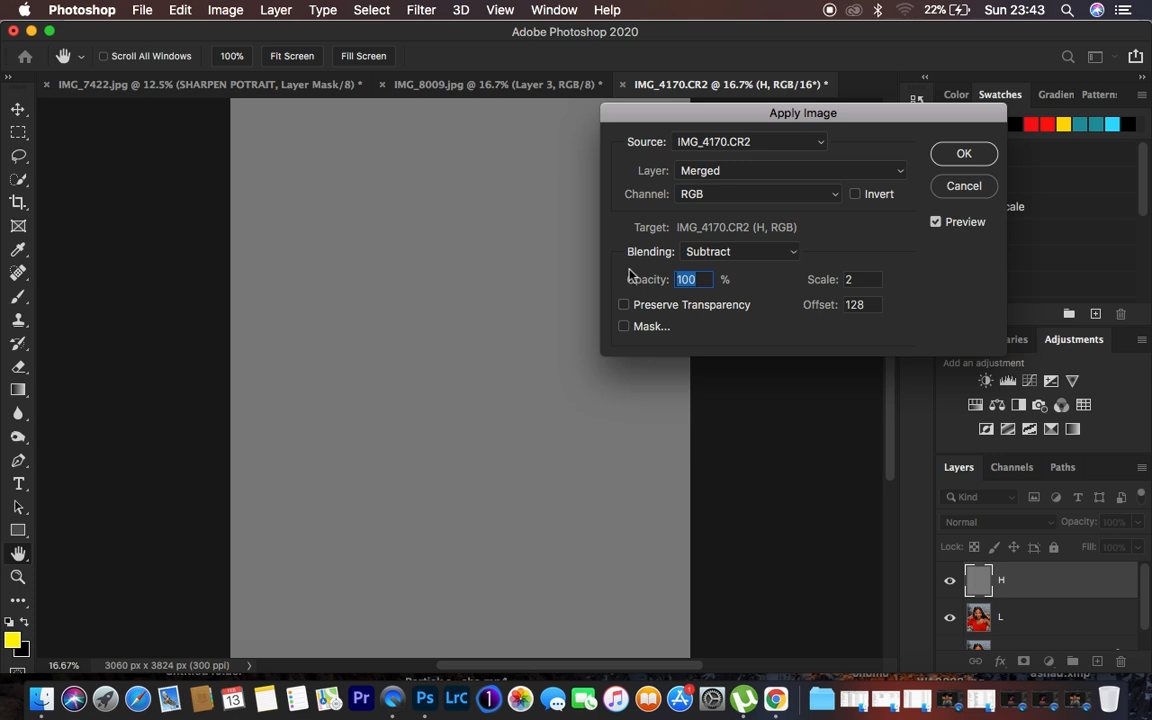 Photoshop File Edit Image Layer Type Select Filter 3D View Window Help 22% Sun 23:43
Adobe Photoshop 2020
Scroll All Windows 100% Fit Screen Fill Screen
IMG_7422.jpg @ 12.5% (SHARPEN POTRAIT, Layer Mask/8) * IMG_8009.jpg @ 16.7% (Layer 3, RGB/8) * IMG_4170.CR2 @ 16.7% (H, RGB/16*) *
Color Swatches Gradien Pattern:
Apply Image
Source: IMG_4170.CR2
OK
Layer: Merged
Cancel
Channel: RGB Invert
Preview
Target: IMG_4170.CR2 (H, RGB)
Blending: Subtract
Opacity: 100 % Scale: 2
Preserve Transparency Offset: 128
Mask...
Adjustments
Add an adjustment
Layers Channels Paths
Kind
Normal Opacity: 100%
Lock: Fill: 100%
H
L
16.67% 3060 px x 3824 px (300 ppi)